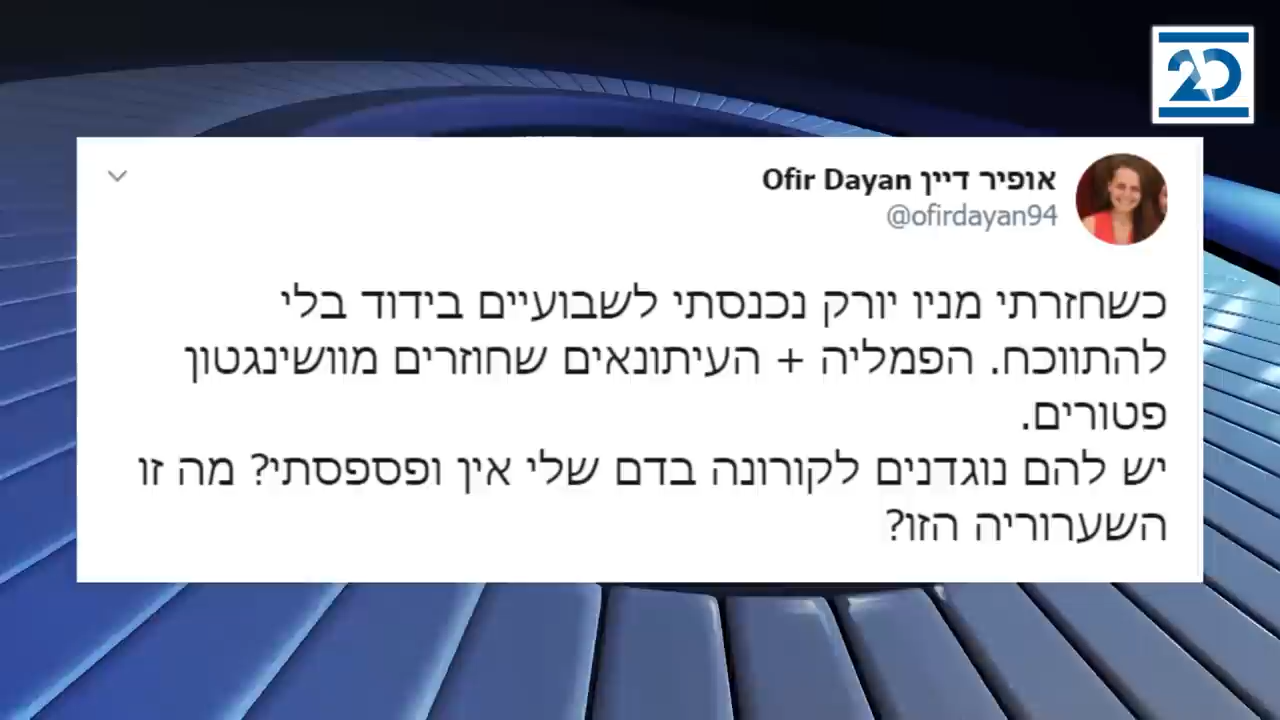 20
אופיר דיין Ofir Dayan
@ofirdayan94
כשחזרתי מניו יורק נכנסתי לשבועיים בידוד בלי
להתווכח. הפמליה + העיתונאים שחוזרים מוושינגטון
פטורים.
יש להם נוגדנים לקורונה בדם שלי אין ופספסתי? מה זו
השערוריה הזו?